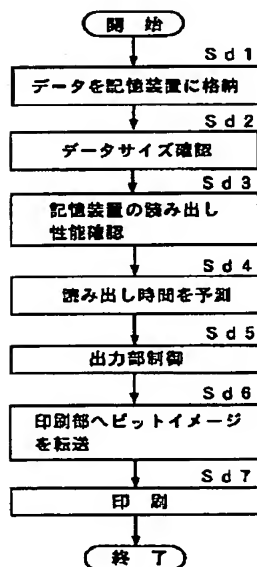 開 始
Sd1
データを記憶装置に格納
Sd2
データサイズ確認
Sd3
記憶装置の読み出し
性能確認
Sd4
読み出し時間を予測
Sd5
出力部制御
Sd6
印刷部へビットイメージ
を転送
Sd7
印 刷
終 了